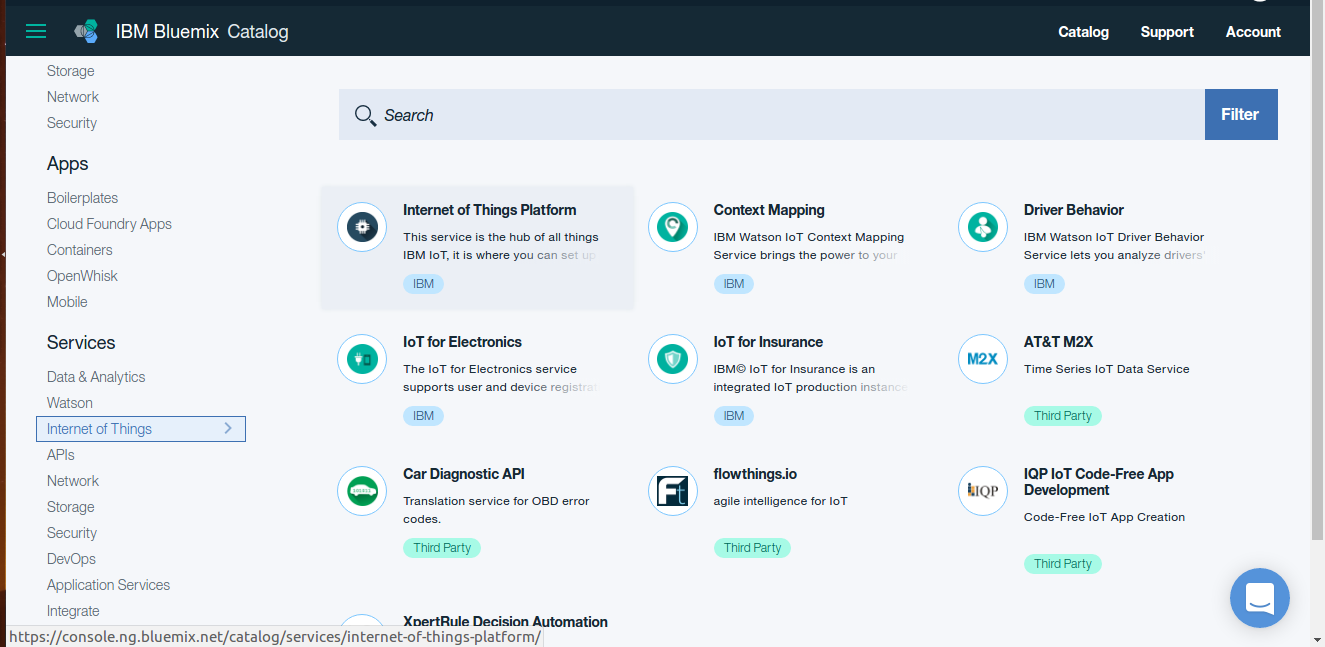 IBM Bluemix Catalog
Catalog
Support
Account
Storage
Network
Security
Apps
Boilerplates
Cloud Foundry Apps
Containers
OpenWhisk
Mobile
Services
Data & Analytics
Watson
Internet of Things
APIs
Network
Storage
Security
DevOps
Application Services
Integrate
Search
Filter
Internet of Things Platform
This service is the hub of all things
IBM IoT, it is where you can set up
IBM
Context Mapping
IBM Watson IoT Context Mapping
Service brings the power to your
IBM
Driver Behavior
IBM Watson IoT Driver Behavior
Service lets you analyze drivers'
IBM
IoT for Electronics
The IoT for Electronics service
supports user and device registrat
IBM
IoT for Insurance
IBM© IoT for Insurance is an
integrated IoT production instance
IBM
M2X
AT&T M2X
Time Series IoT Data Service
Third Party
Car Diagnostic API
Translation service for OBD error
codes.
Third Party
Ft
flowthings.io
agile intelligence for IoT
Third Party
IQP
IQP IoT Code-Free App
Development
Code-Free IoT App Creation
Third Party
XpertRule Decision Automation
https://console.ng.bluemix.net/catalog/services/internet-of-things-platform/